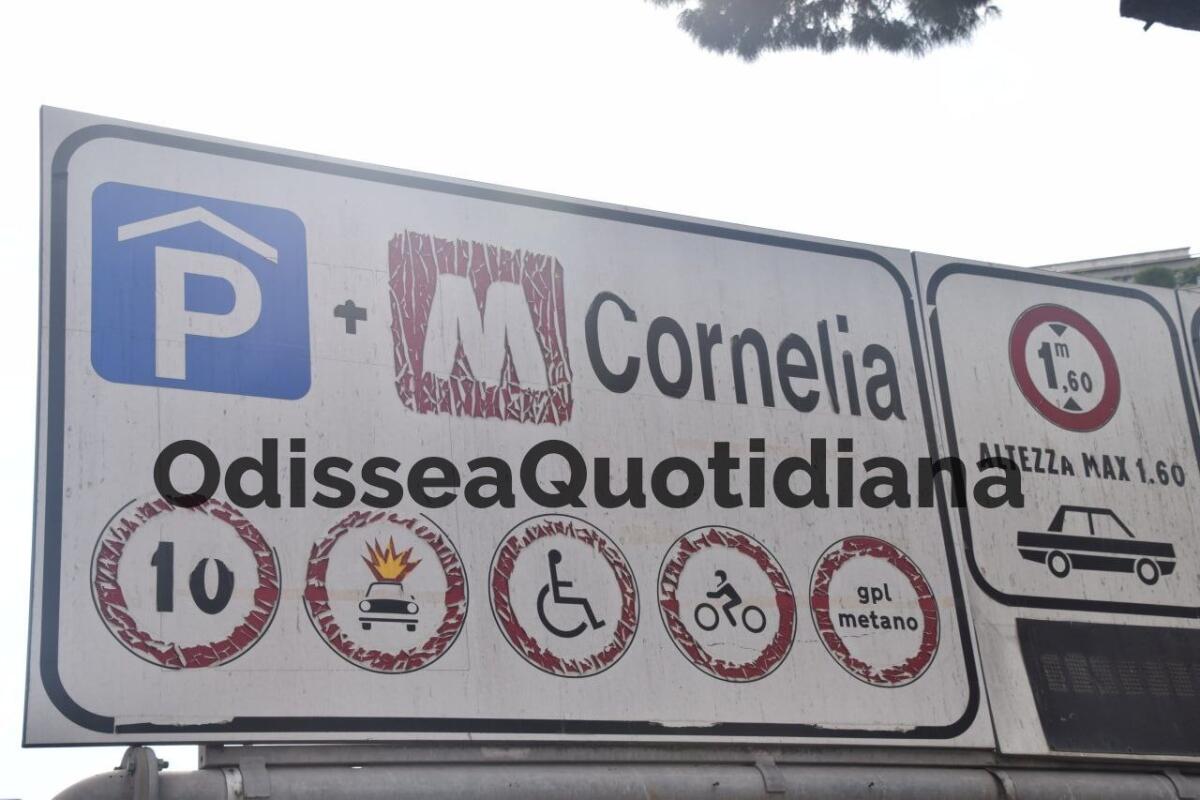 P + M Cornelia
1m,60
ALTEZZA MAX 1.60
OdisseaQuotidiana
10
gpl
metano